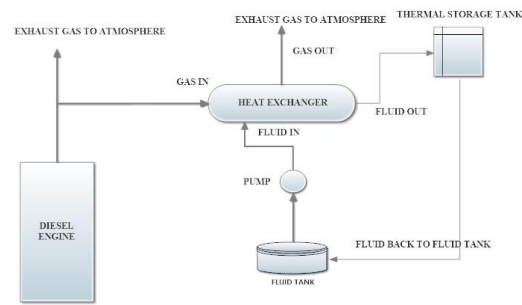 THERMAL STORAGE TANK
EXHAUST GAS TO ATMOSPHERE
EXHAUST GAS TO ATMOSPHERE
GAS OUT
GAS IN
HEAT EXCHANGER
FLUID OUT
FLUID IN
PUMP
DIESEL
ENGINE
FLUID BACK TO FLUID TANK
FLUID TANK